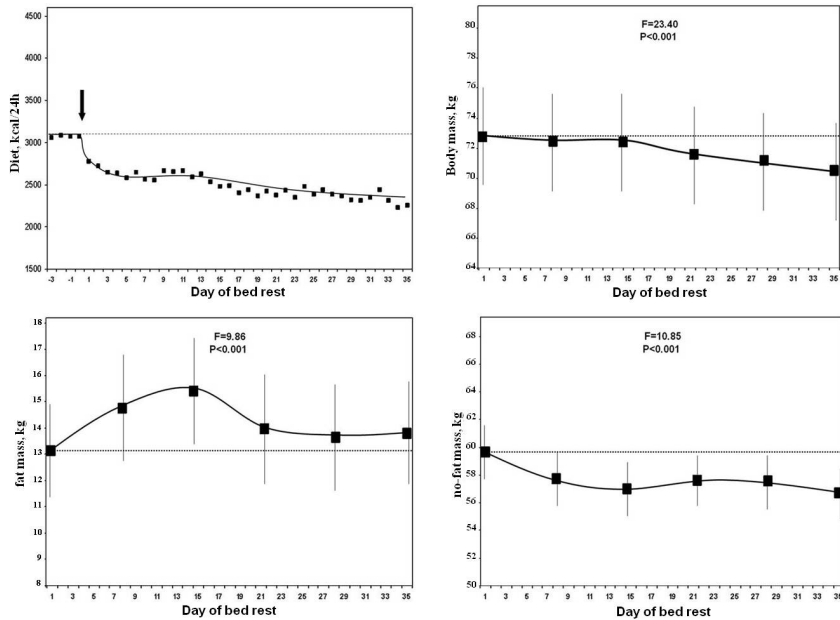 Diet, kcal/24h
4500
4000
3500
3000
2500
2000
1500
-3 -1 1 3 5 7 9 11 13 15 17 19 21 23 25 27 29 31 33 35
Day of bed rest
F=23.40
P<0.001
Body mass, kg
80
78
76
74
72
70
68
66
64
1 3 5 7 9 11 13 15 17 19 21 23 25 27 29 31 33 35
Day of bed rest
F=9.86
P<0.001
fat mass, kg
18
17
16
15
14
13
12
11
10
9
8
1 3 5 7 9 11 13 15 17 19 21 23 25 27 29 31 33 35
Day of bed rest
F=10.85
P<0.001
no-fat mass, kg
68
66
64
62
60
58
56
54
52
50
1 3 5 7 9 11 13 15 17 19 21 23 25 27 29 31 33 35
Day of bed rest